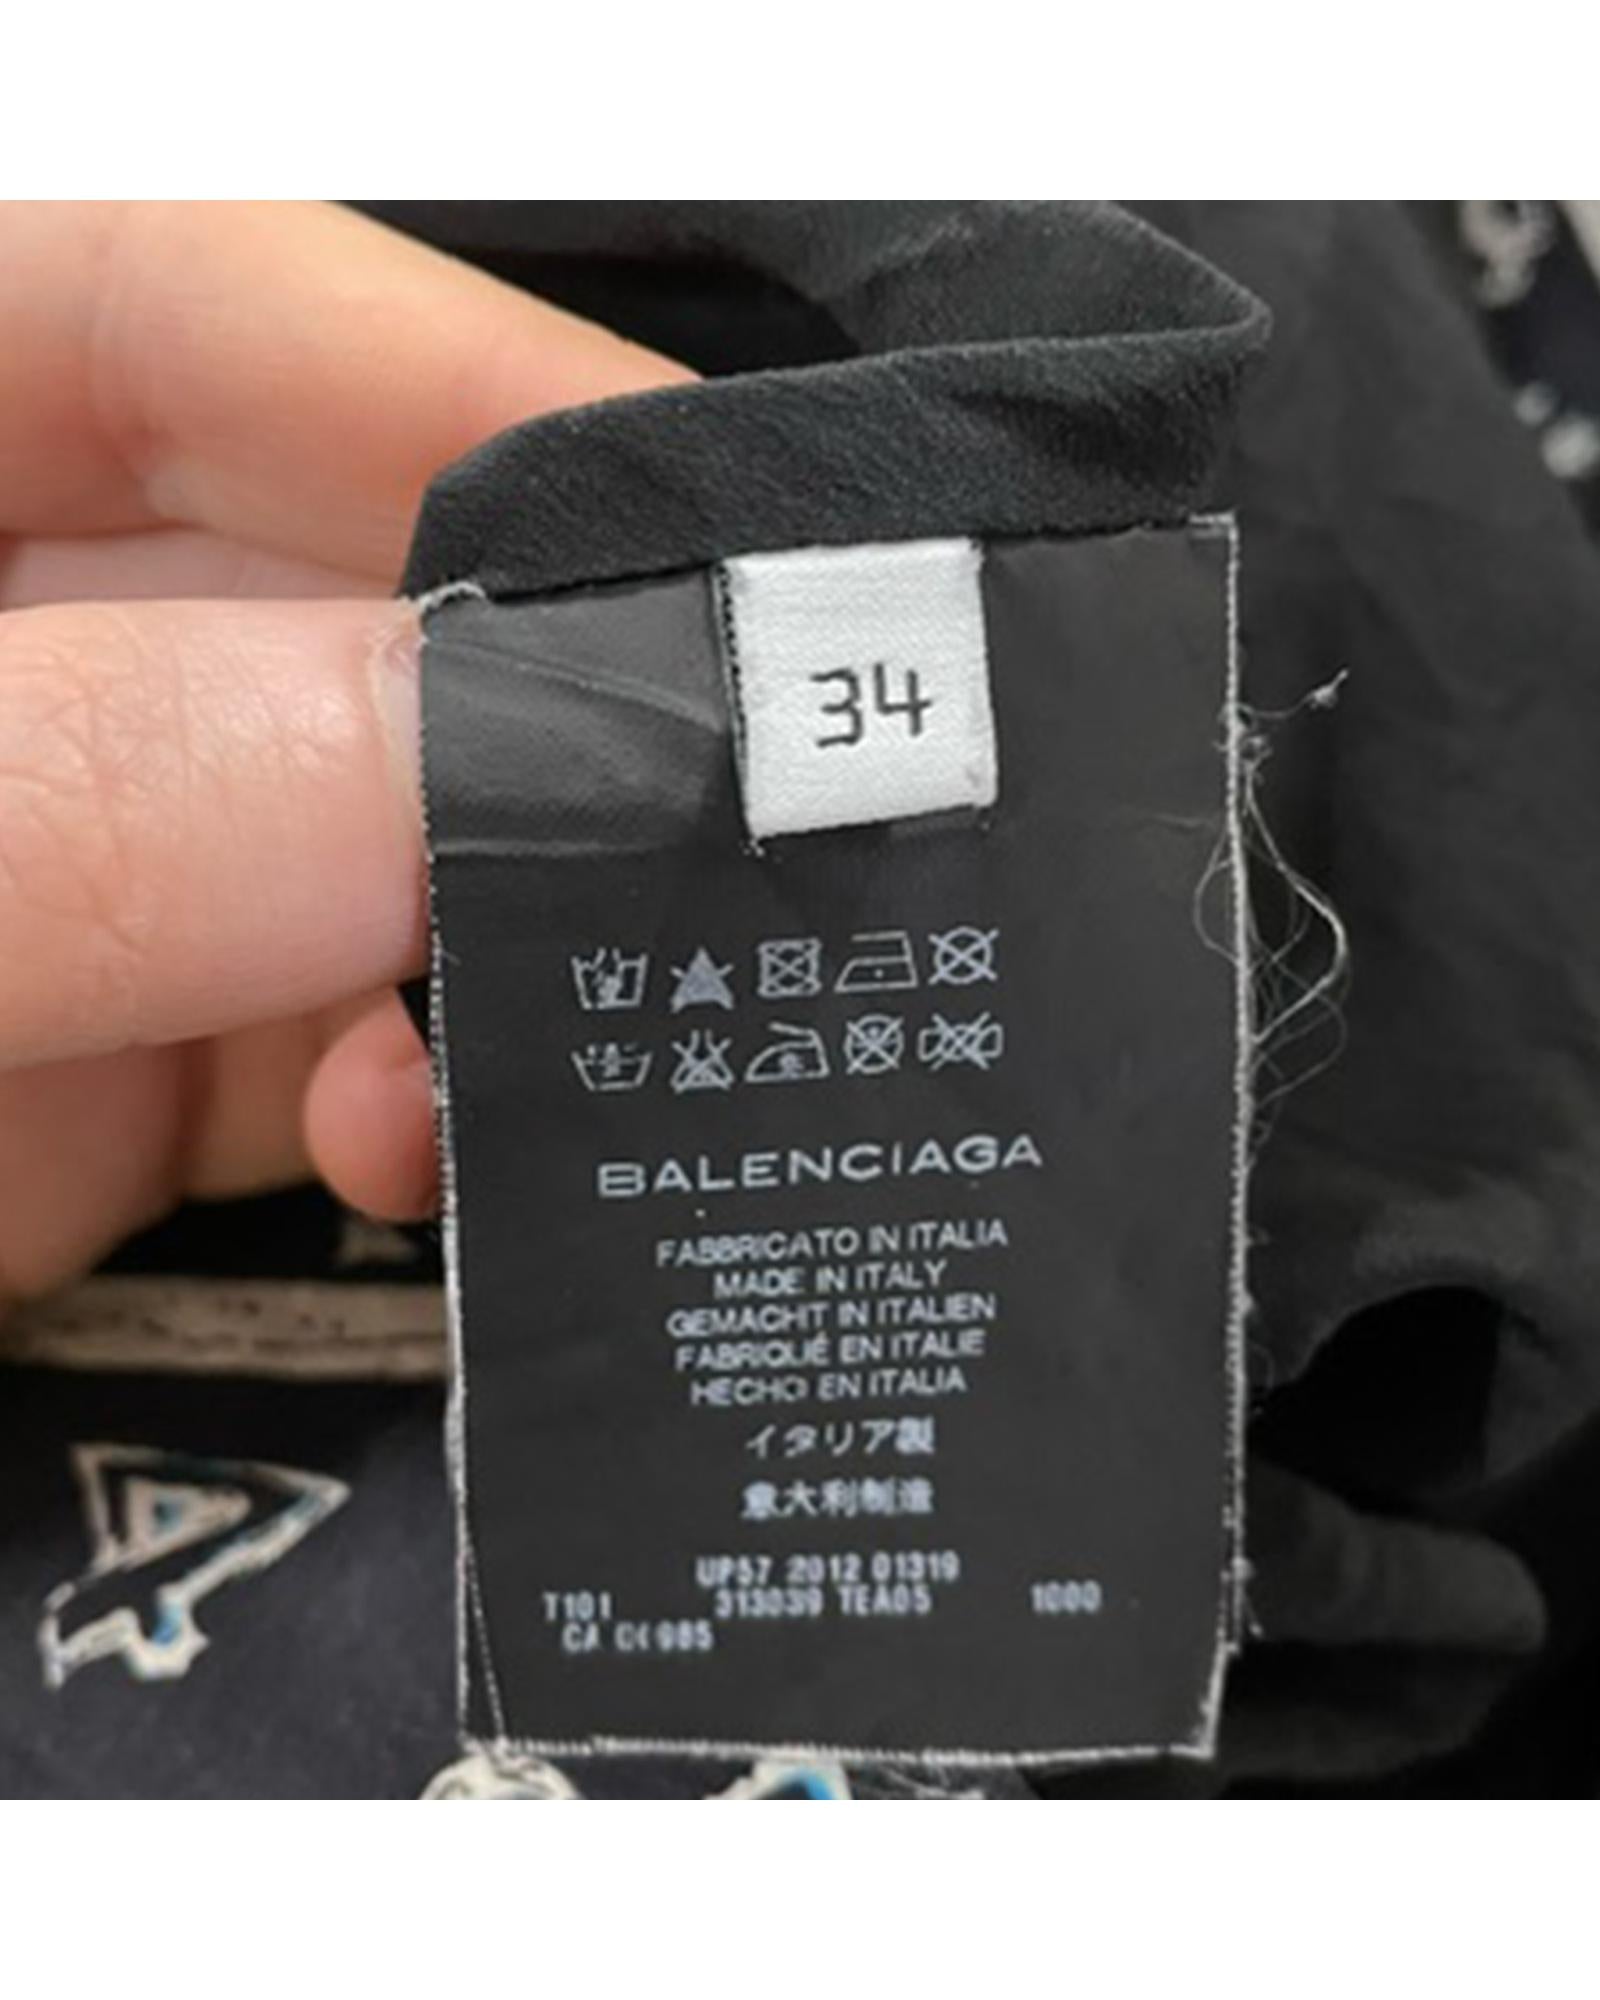 34
BALENCIAGA
FABBRICATO IN ITALIA
MADE IN ITALY
GEMACHT IN ITALIEN
FABRIQUÉ EN ITALIE
HECHO EN ITALIA
イタリア製
意大利制造
UP57 2012 01319
T101 313039 TEA05 1000
CA